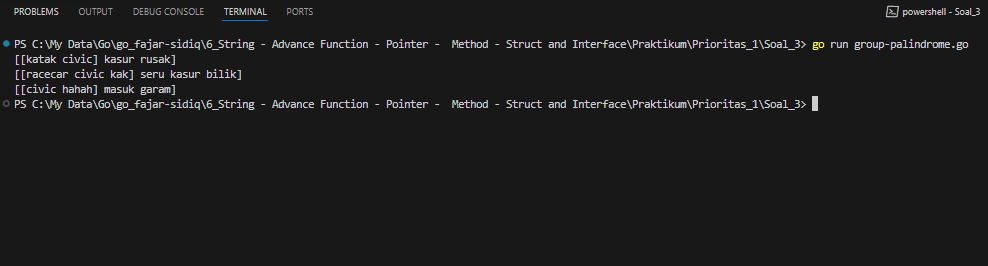 PROBLEMS OUTPUT DEBUG CONSOLE TERMINAL PORTS powershell - Soal_3
PS C:\My Data\Go\go_fajar-sidiq\6_String - Advance Function - Pointer -  Method - Struct and Interface\Praktikum\Prioritas_1\Soal_3> go run group-palindrome.go
[[katak civic] kasur rusak]
[[racecar civic kak] seru kasur bilik]
[[civic hahah] masuk garam]
PS C:\My Data\Go\go_fajar-sidiq\6_String - Advance Function - Pointer -  Method - Struct and Interface\Praktikum\Prioritas_1\Soal_3>